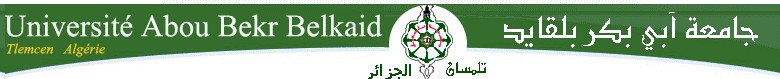 Université Abou Bekr Belkaid
Tlemcen Algérie
جامعة أبي بكر بلقايد
تلمسان الجزائر